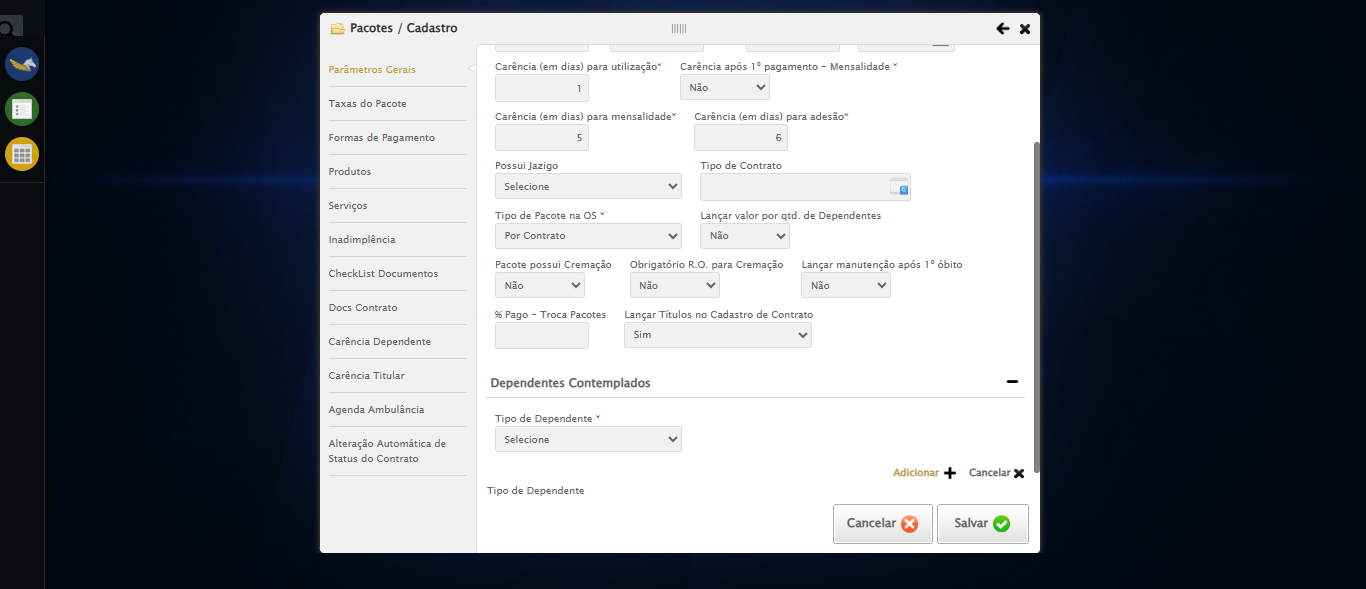 Pacotes / Cadastro
Parâmetros Gerais
Taxas do Pacote
Formas de Pagamento
Produtos
Serviços
Inadimplência
CheckList Documentos
Docs Contrato
Carência Dependente
Carência Titular
Agenda Ambulância
Alteração Automática de
Status do Contrato
Carência (em dias) para utilização* Carência após 1º pagamento - Mensalidade *
1 Não
Carência (em dias) para mensalidade* Carência (em dias) para adesão*
5 6
Possui Jazigo Tipo de Contrato
Selecione
Tipo de Pacote na OS * Lançar valor por qtd. de Dependentes
Por Contrato Não
Pacote possui Cremação Obrigatório R.O. para Cremação Lançar manutenção após 1º óbito
Não Não Não
% Pago - Troca Pacotes Lançar Títulos no Cadastro de Contrato
Sim
Dependentes Contemplados
Tipo de Dependente *
Selecione
Adicionar Cancelar
Tipo de Dependente
Cancelar Salvar